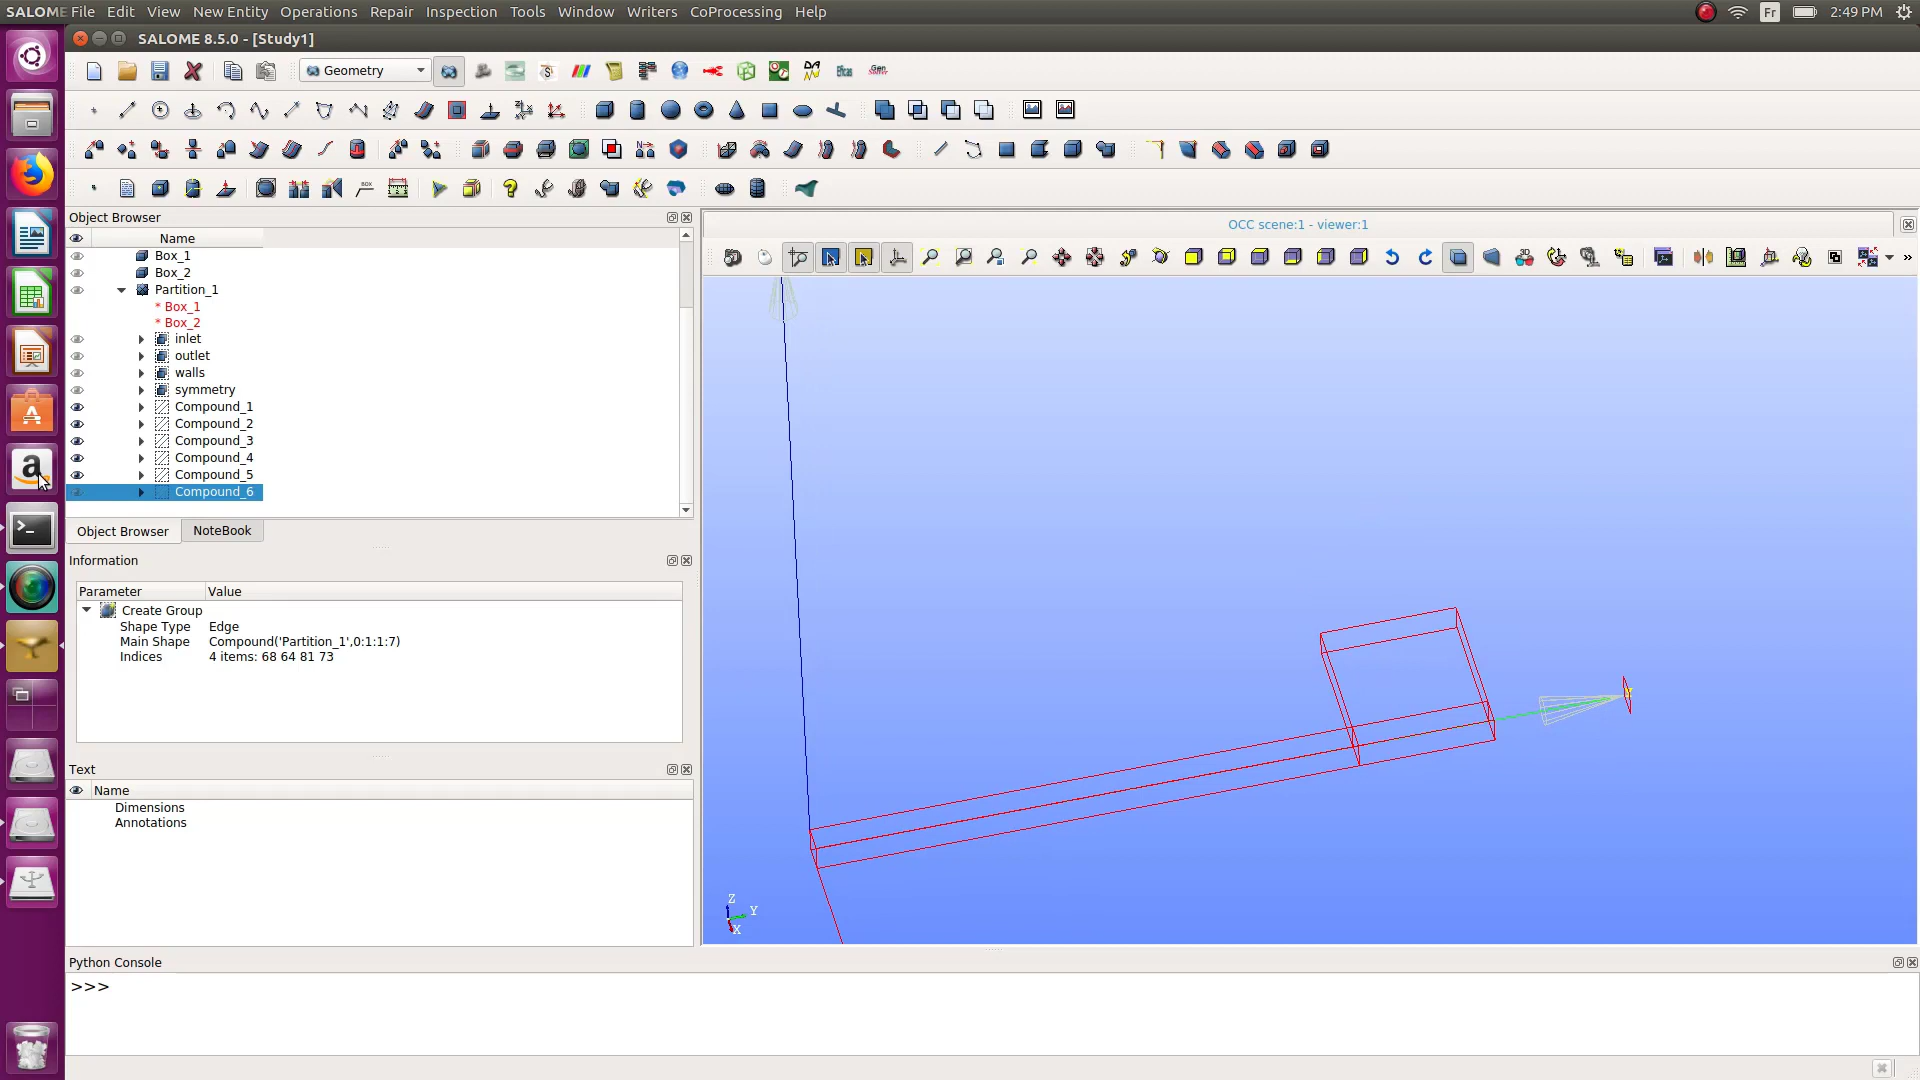 SALOME File Edit View New Entity Operations Repair Inspection Tools Window Writers CoProcessing Help
Fr 2:49 PM
SALOME 8.5.0 - [Study1]
Geometry
Object Browser
Name
Box_1
Box_2
Partition_1
* Box_1
* Box_2
inlet
outlet
walls
symmetry
Compound_1
Compound_2
Compound_3
Compound_4
Compound_5
Compound_6
Object Browser NoteBook
Information
Parameter Value
Create Group
Shape Type Edge
Main Shape Compound('Partition_1',0:1:1:7)
Indices 4 items: 68 64 81 73
Text
Name
Dimensions
Annotations
OCC scene:1 - viewer:1
Z
Y
X
Python Console
>>>